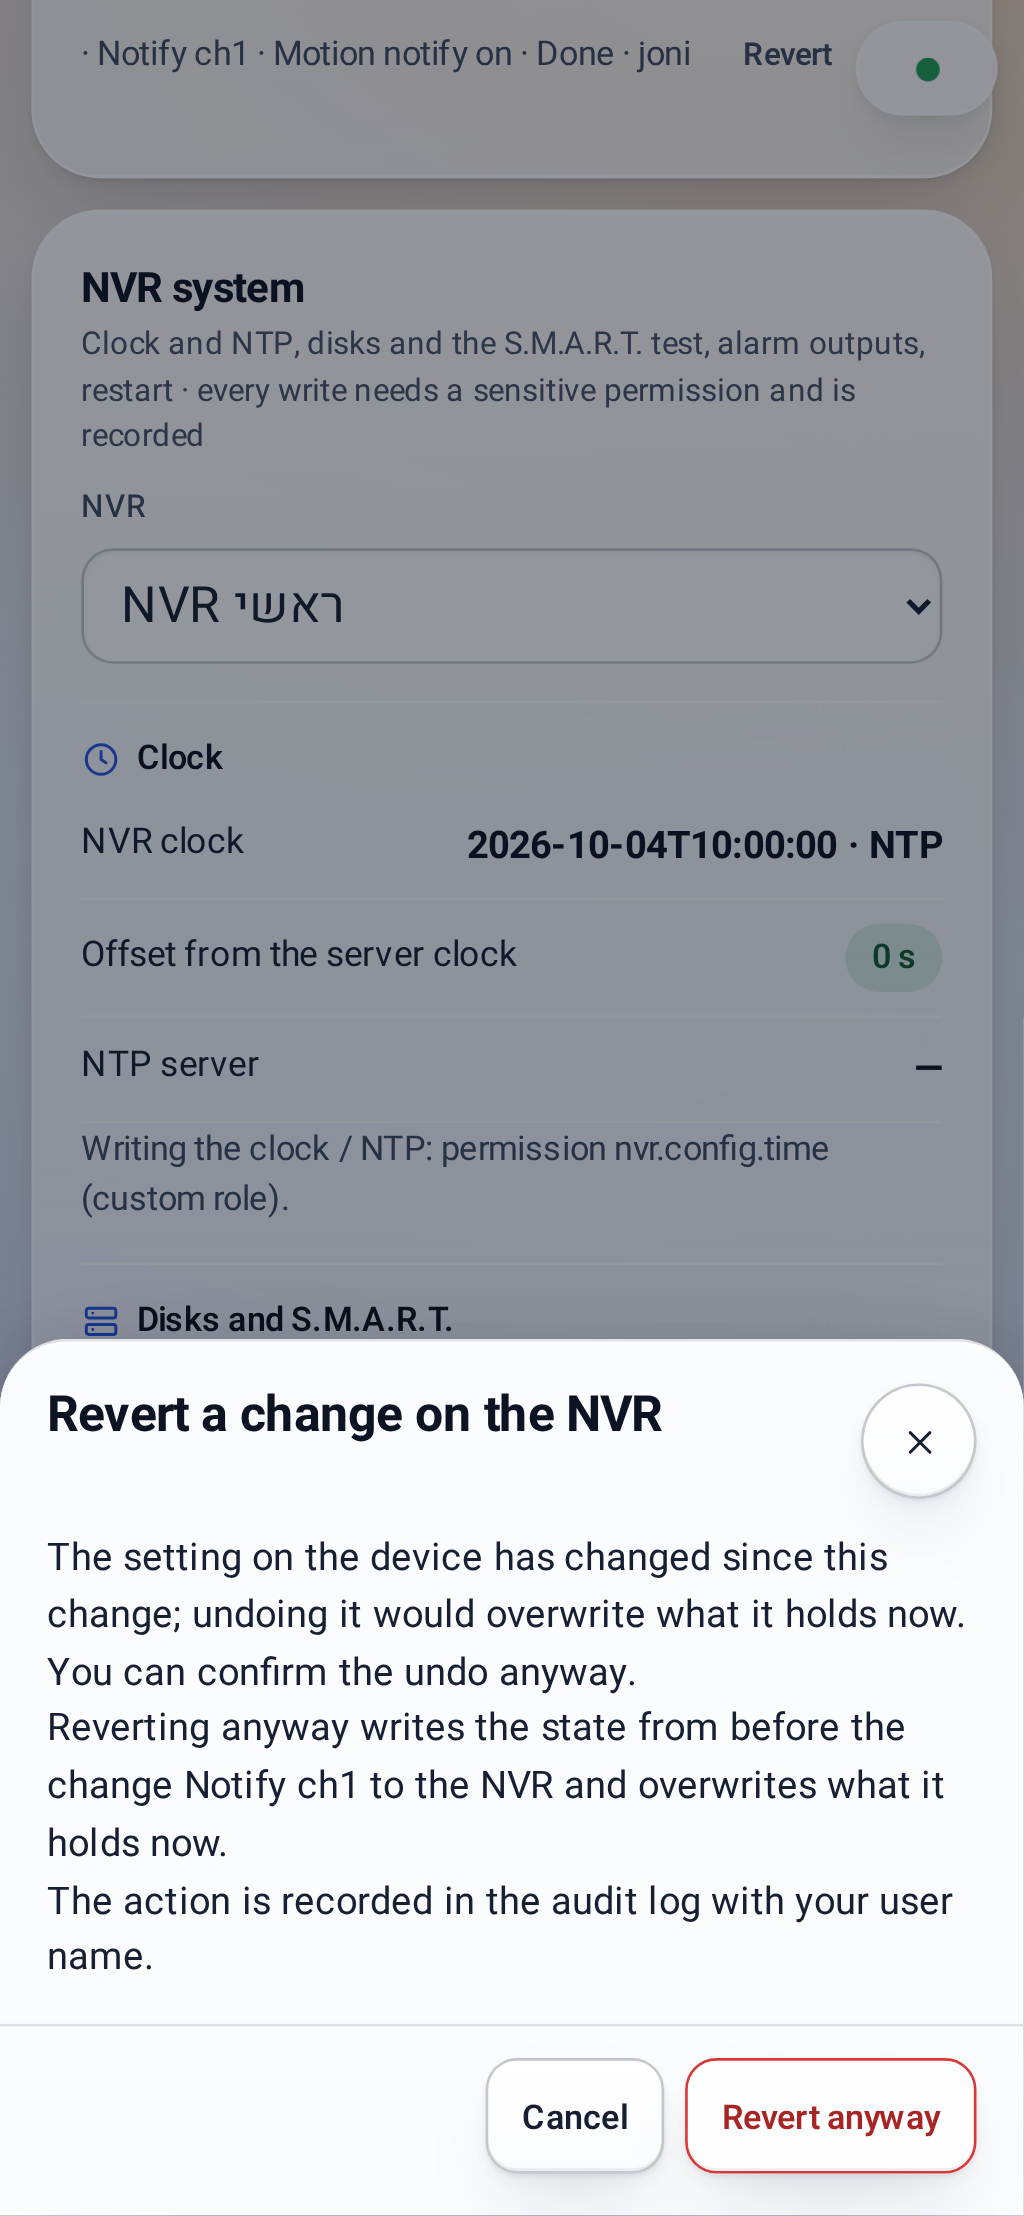 · Notify ch1 · Motion notify on · Done · joni Revert
NVR system
Clock and NTP, disks and the S.M.A.R.T. test, alarm outputs,
restart · every write needs a sensitive permission and is
recorded
NVR
NVR ראשי
Clock
NVR clock 2026-10-04T10:00:00 · NTP
Offset from the server clock 0 s
NTP server –
Writing the clock / NTP: permission nvr.config.time
(custom role).
Disks and S.M.A.R.T.
Revert a change on the NVR
The setting on the device has changed since this
change; undoing it would overwrite what it holds now.
You can confirm the undo anyway.
Reverting anyway writes the state from before the
change Notify ch1 to the NVR and overwrites what it
holds now.
The action is recorded in the audit log with your user
name.
Cancel Revert anyway